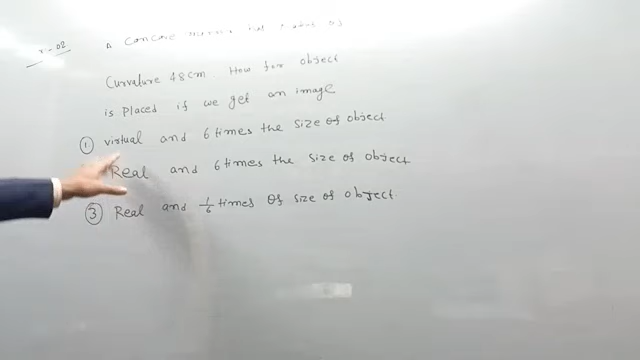 A concave
Curvature 48cm. How for object
is placed if we get an image
① virtual and 6 times the size of object
Real and 6 times the size of object
③ Real and 1/6 times of size of object